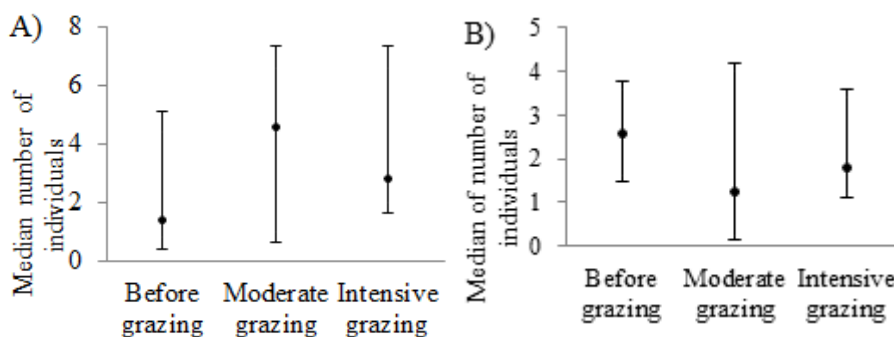 A)
Median number of
individuals
8
6
4
2
0
Before
grazing
Moderate
grazing
Intensive
grazing
B)
Median of number of
individuals
5
4
3
2
1
0
Before
grazing
Moderate
grazing
Intensive
grazing